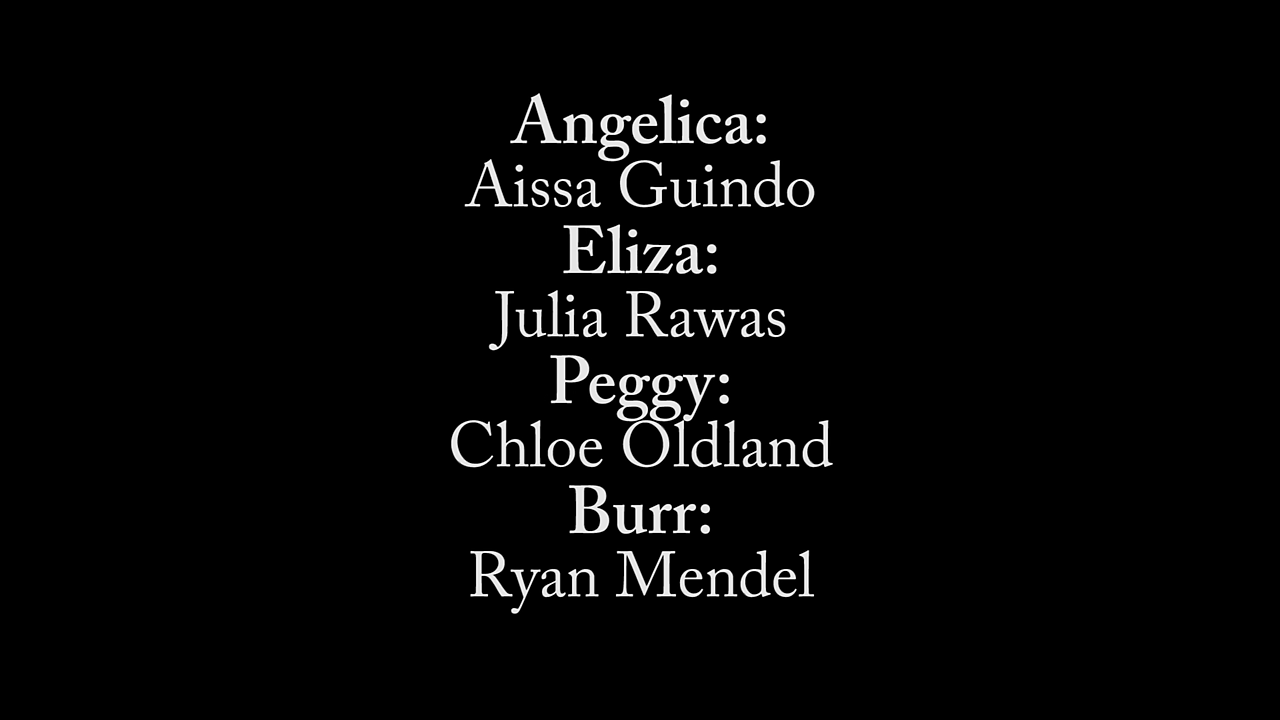 Angelica:
Aissa Guindo
Eliza:
Julia Rawas
Peggy:
Chloe Oldland
Burr:
Ryan Mendel